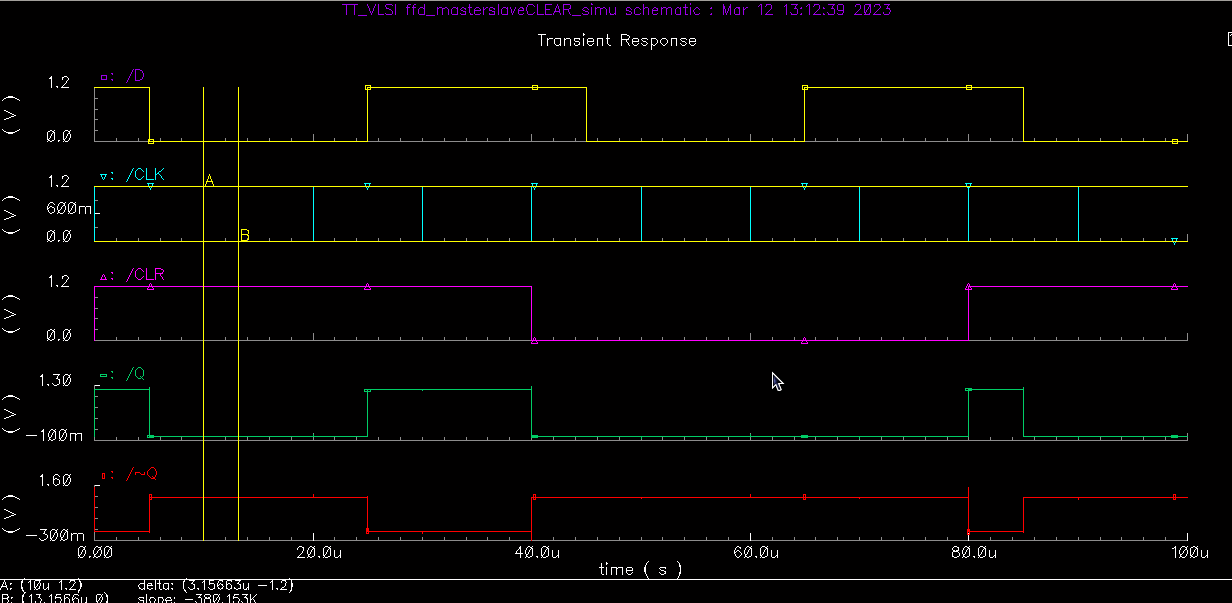 TT_VLSI ffd_masterslaveCLEAR_simu schematic : Mar 12 13:12:39 2023
Transient Response
: /D
1.2
0.0
(V)
: /CLK
1.2
600m
0.0
(V)
A
B
: /CLR
1.2
0.0
(V)
: /Q
1.30
-100m
(V)
: /~Q
1.60
-300m
(V)
0.00 20.0u 40.0u 60.0u 80.0u 100u
time ( s )
A: (10u 1.2) delta: (3.15663u -1.2)
B: (13.1566u 0) slope: -380.153K